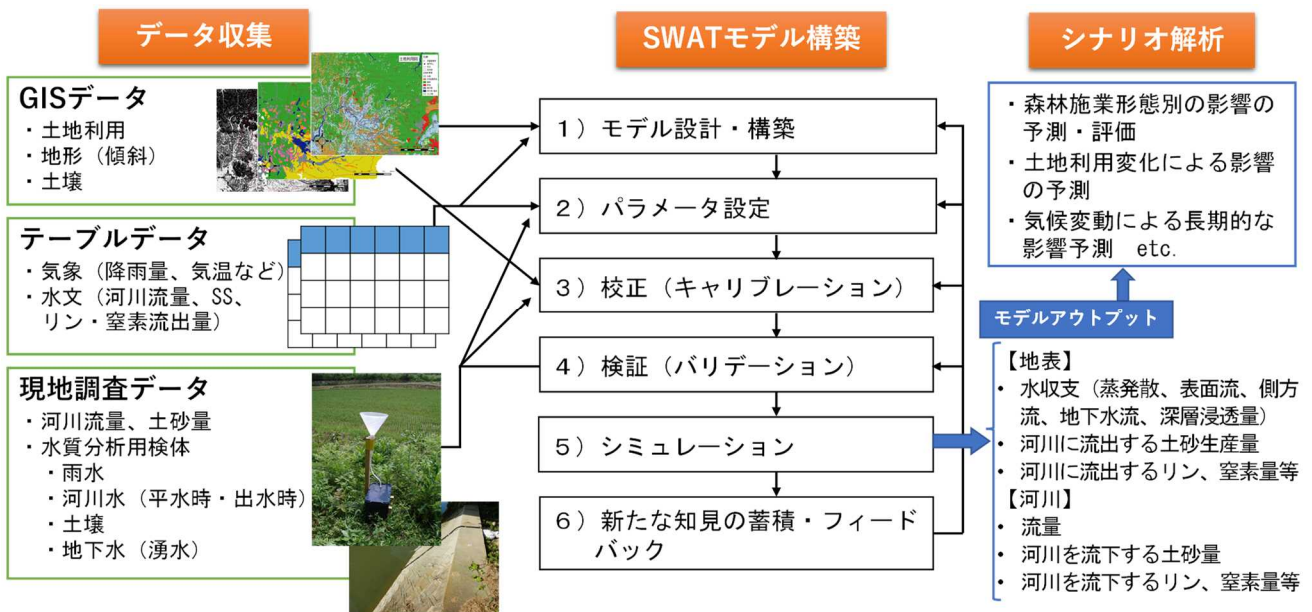 データ収集
GISデータ
・土地利用
・地形（傾斜）
・土壌
土地利用図
テーブルデータ
・気象（降雨量、気温など）
・水文（河川流量、SS、
リン・窒素流出量）
現地調査データ
・河川流量、土砂量
・水質分析用検体
・雨水
・河川水（平水時・出水時）
・土壌
・地下水（湧水）
SWATモデル構築
１）モデル設計・構築
２）パラメータ設定
３）校正（キャリブレーション）
４）検証（バリデーション）
５）シミュレーション
６）新たな知見の蓄積・フィード
バック
シナリオ解析
・森林施業形態別の影響の
予測・評価
・土地利用変化による影響
の予測
・気候変動による長期的な
影響予測　etc.
モデルアウトプット
【地表】
• 水収支（蒸発散、表面流、側方
流、地下水流、深層浸透量）
• 河川に流出する土砂生産量
• 河川に流出するリン、窒素量等
【河川】
• 流量
• 河川を流下する土砂量
• 河川を流下するリン、窒素量等